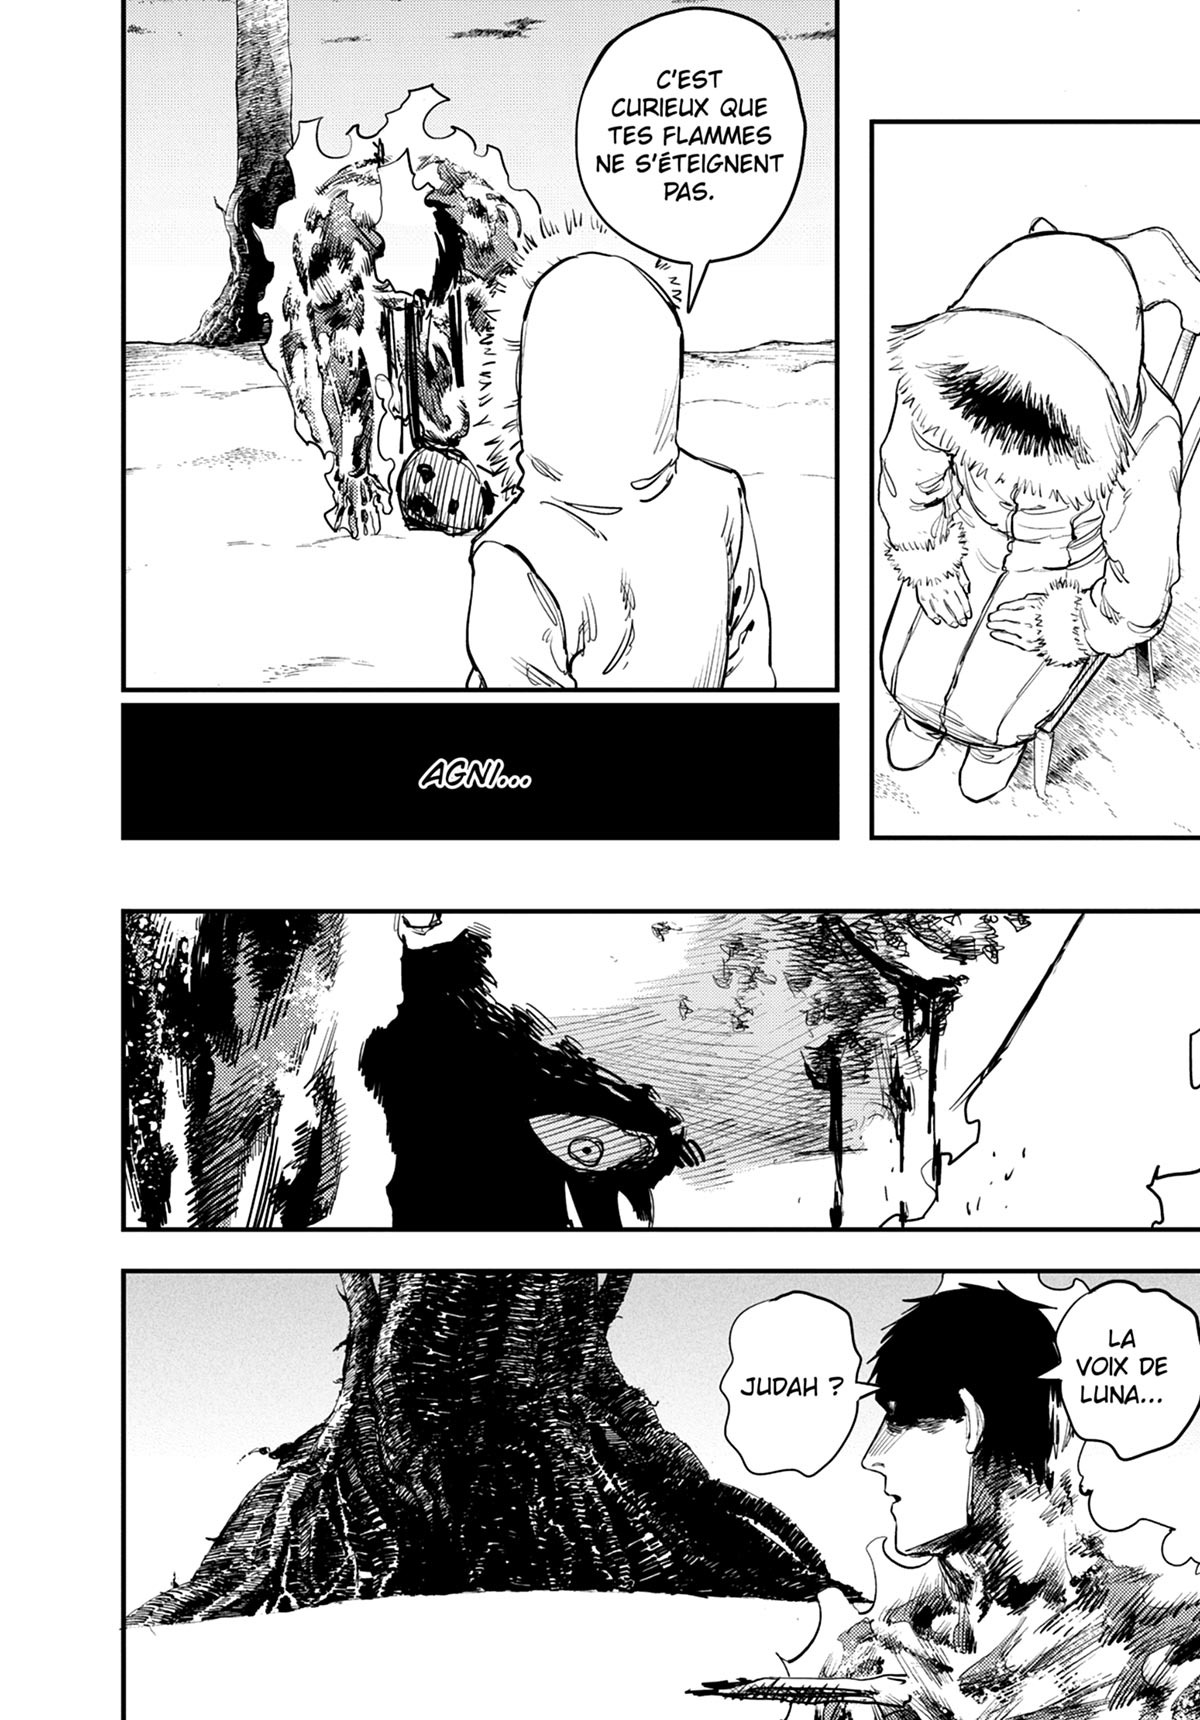 C'EST
CURIEUX QUE
TES FLAMMES
NE S'ÉTEIGNENT
PAS.
AGNI...
LA
VOIX DE
LUNA...
JUDAH ?